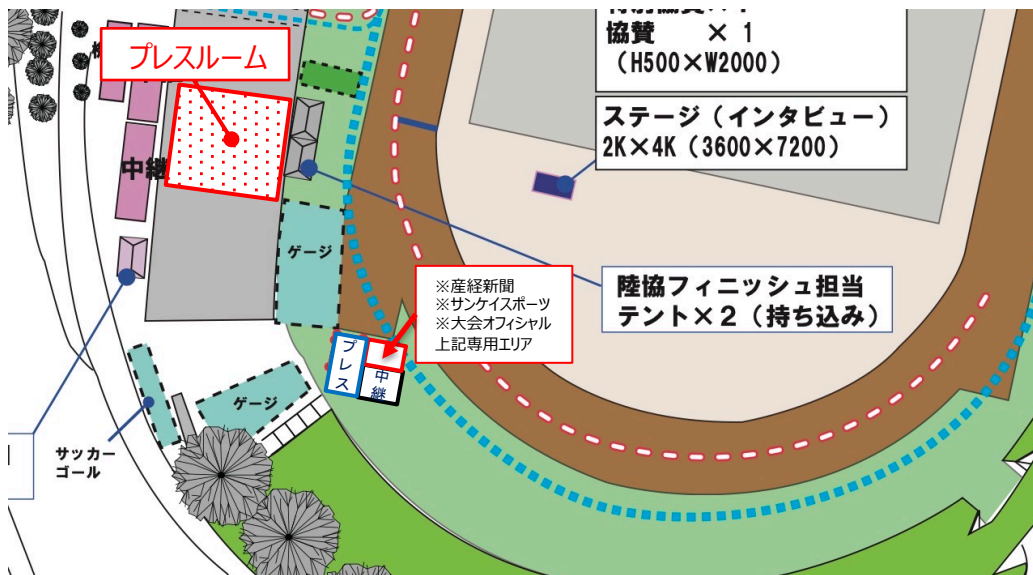 協賛 × 1
(H500×W2000)
プレスルーム
ステージ（インタビュー）
2K×4K（3600×7200）
中継
ゲージ
※産経新聞
※サンケイスポーツ
※大会オフィシャル
上記専用エリア
陸協フィニッシュ担当
テント×２（持ち込み）
プレス
中継
ゲージ
サッカー
ゴール